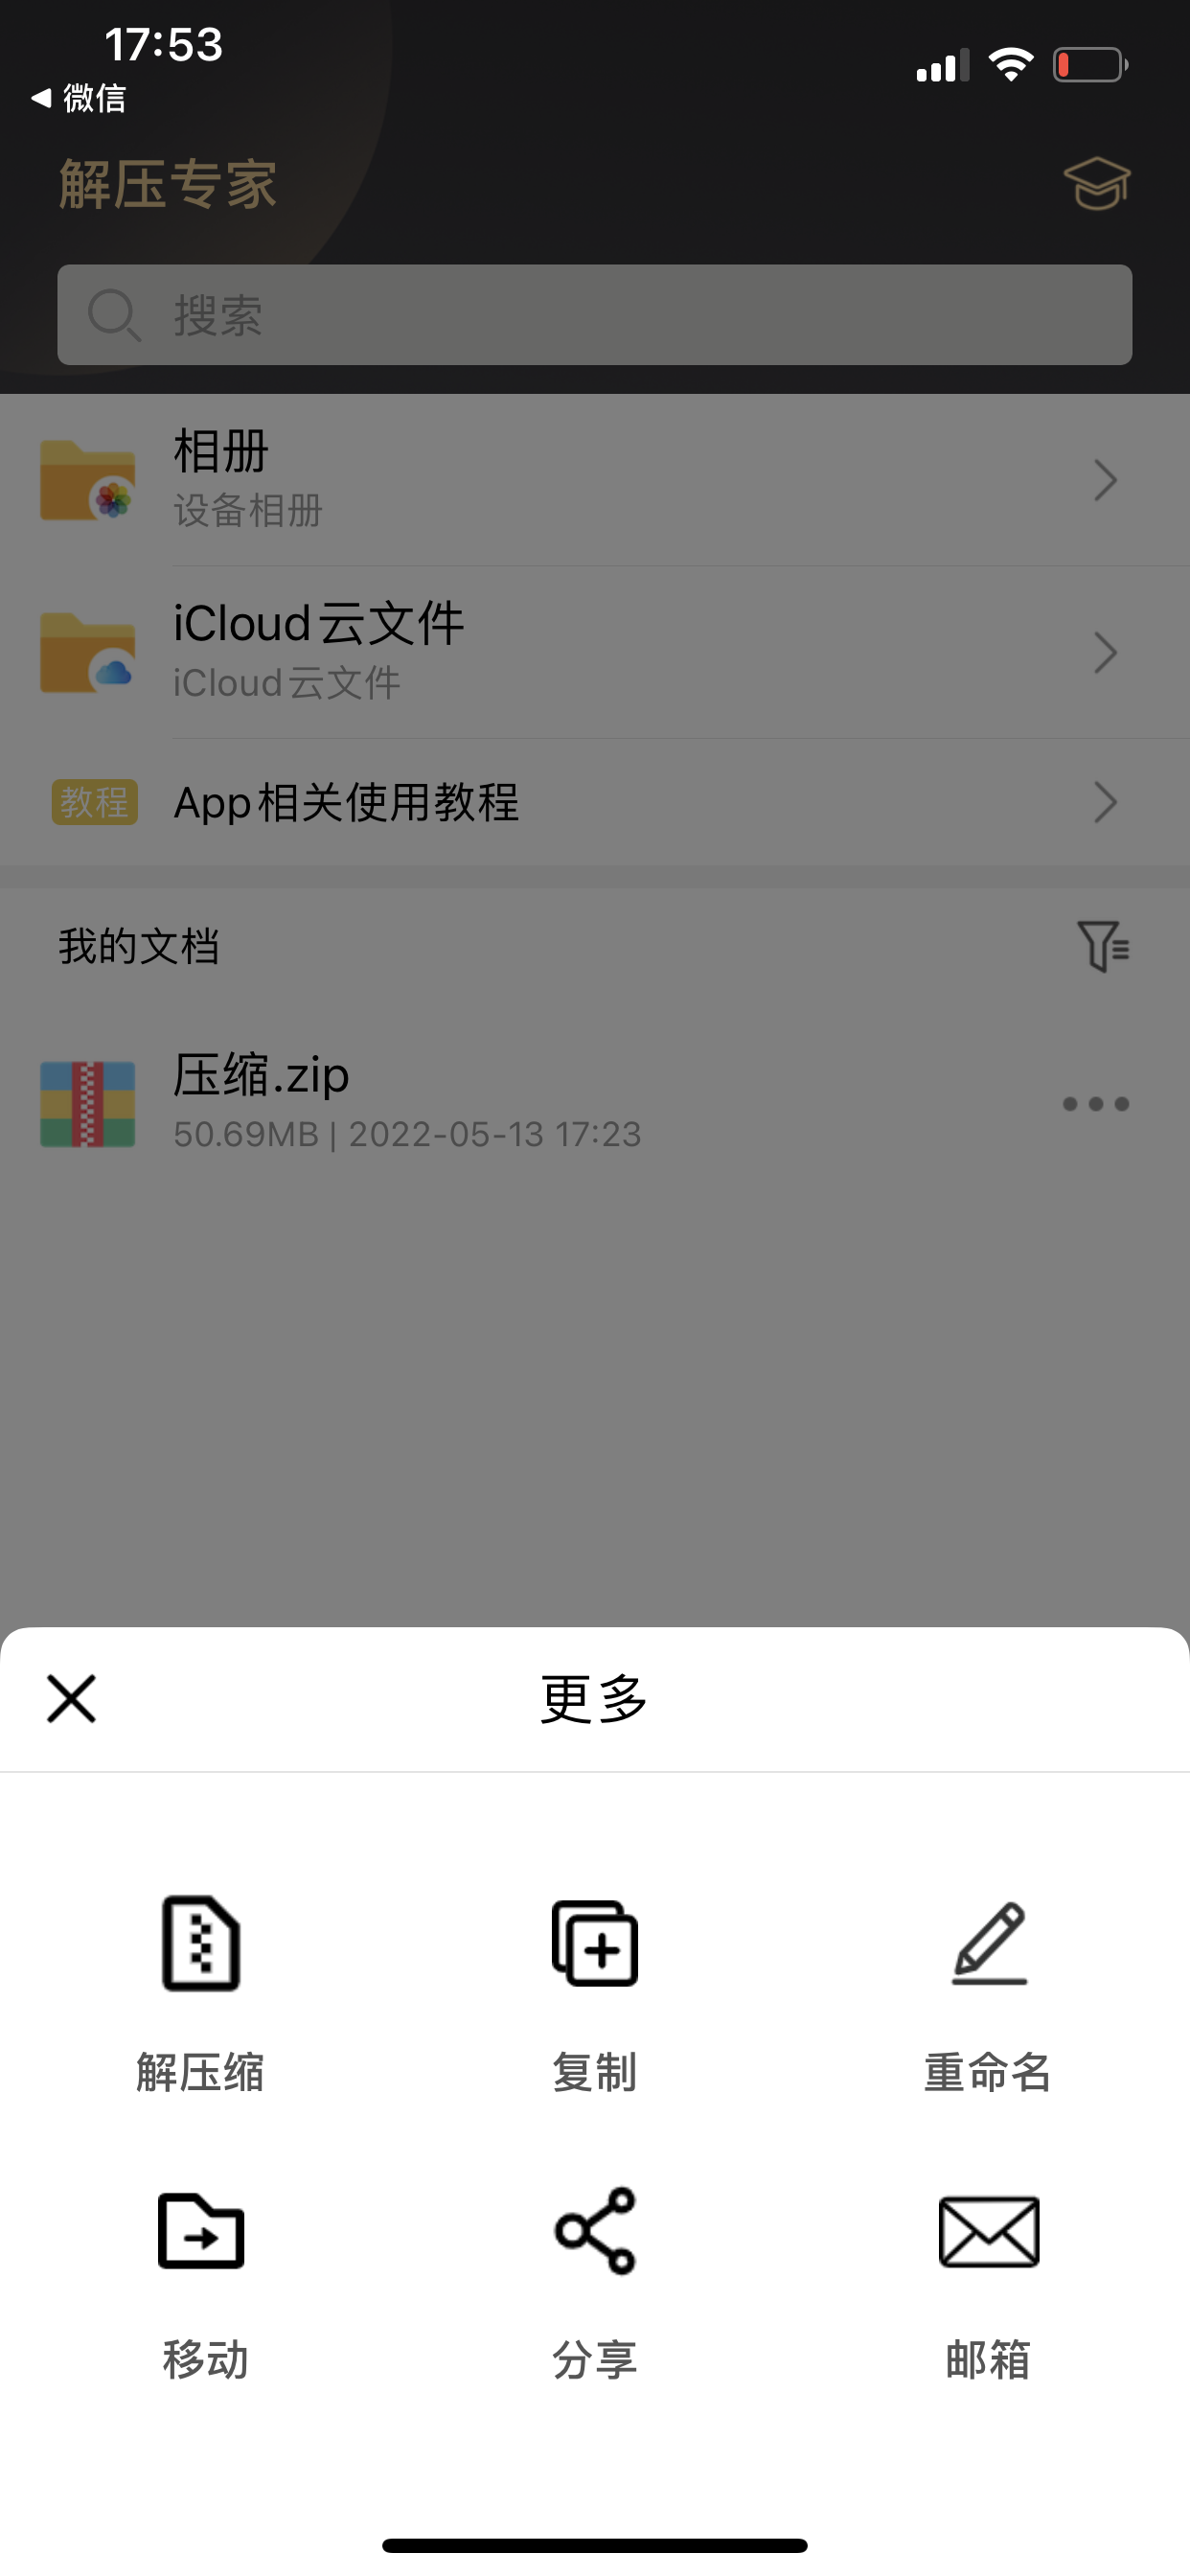 17:53
微信
解压专家
搜索
相册
设备相册
iCloud云文件
iCloud云文件
教程 App相关使用教程
我的文档
压缩.zip
50.69MB | 2022-05-13 17:23
更多
解压缩 复制 重命名
移动 分享 邮箱